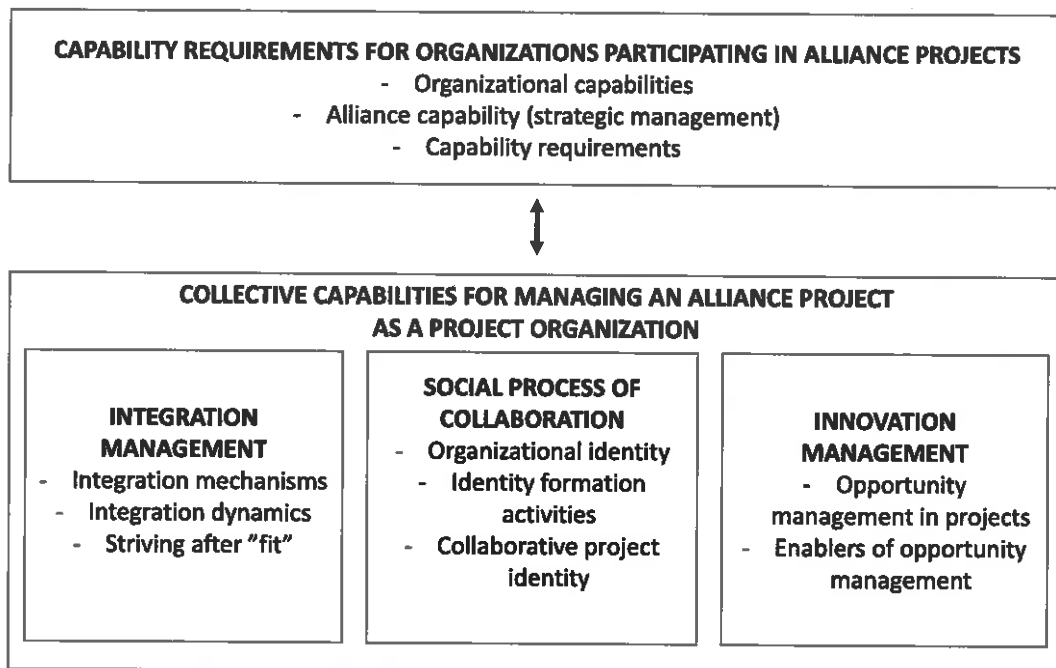 CAPABILITY REQUIREMENTS FOR ORGANIZATIONS PARTICIPATING IN ALLIANCE PROJECTS
- Organizational capabilities
- Alliance capability (strategic management)
- Capability requirements
COLLECTIVE CAPABILITIES FOR MANAGING AN ALLIANCE PROJECT
AS A PROJECT ORGANIZATION
INTEGRATION
MANAGEMENT
- Integration mechanisms
- Integration dynamics
- Striving after "fit"
SOCIAL PROCESS OF
COLLABORATION
- Organizational identity
- Identity formation
activities
- Collaborative project
identity
INNOVATION
MANAGEMENT
- Opportunity
management in projects
- Enablers of opportunity
management